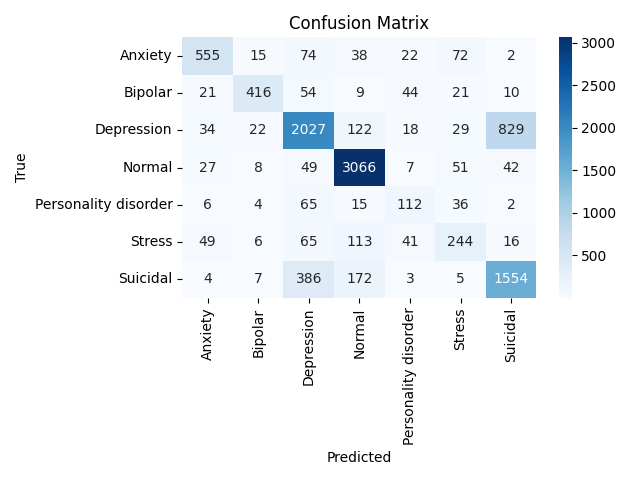 Confusion Matrix
Anxiety 555 15 74 38 22 72 2
Bipolar 21 416 54 9 44 21 10
Depression 34 22 2027 122 18 29 829
Normal 27 8 49 3066 7 51 42
Personality disorder 6 4 65 15 112 36 2
Stress 49 6 65 113 41 244 16
Suicidal 4 7 386 172 3 5 1554
True
Anxiety
Bipolar
Depression
Normal
Personality disorder
Stress
Suicidal
Predicted
3000
2500
2000
1500
1000
500